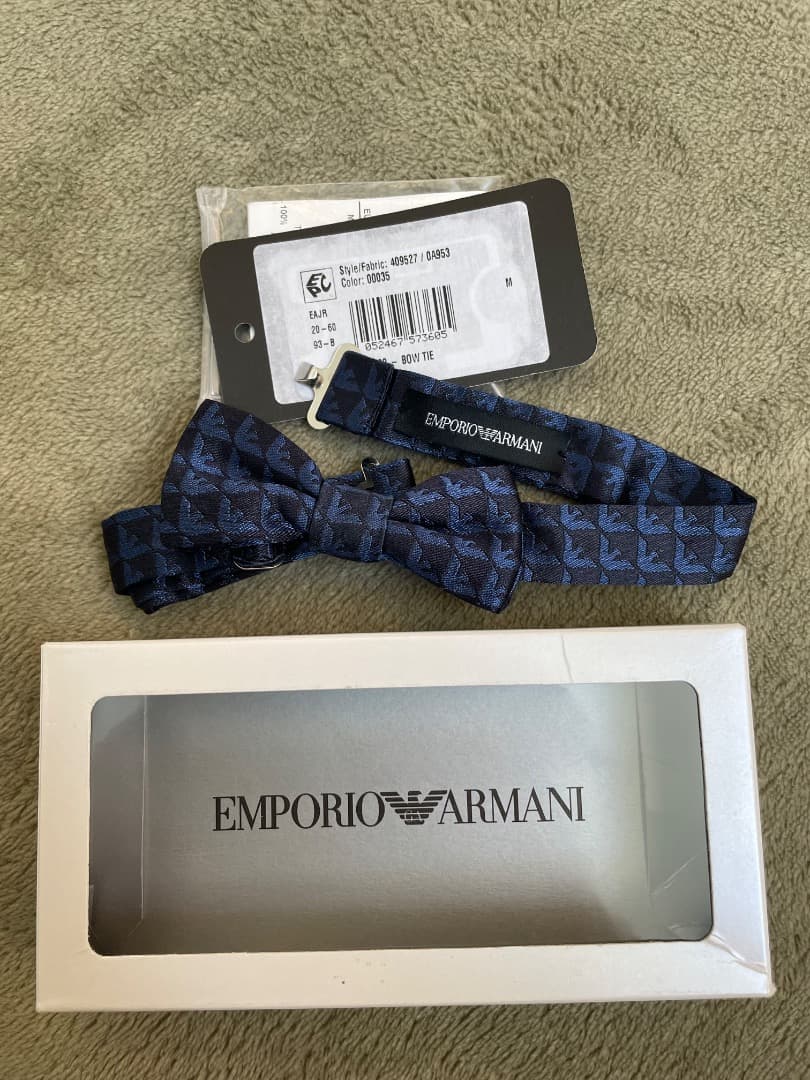 100%
EPC
Style/Fabric: 409527 / 0A953
Color: 00035
M
EAJR
20-60
93-B
052467 573605
- BOW TIE
EMPORIO ARMANI
EMPORIO ARMANI